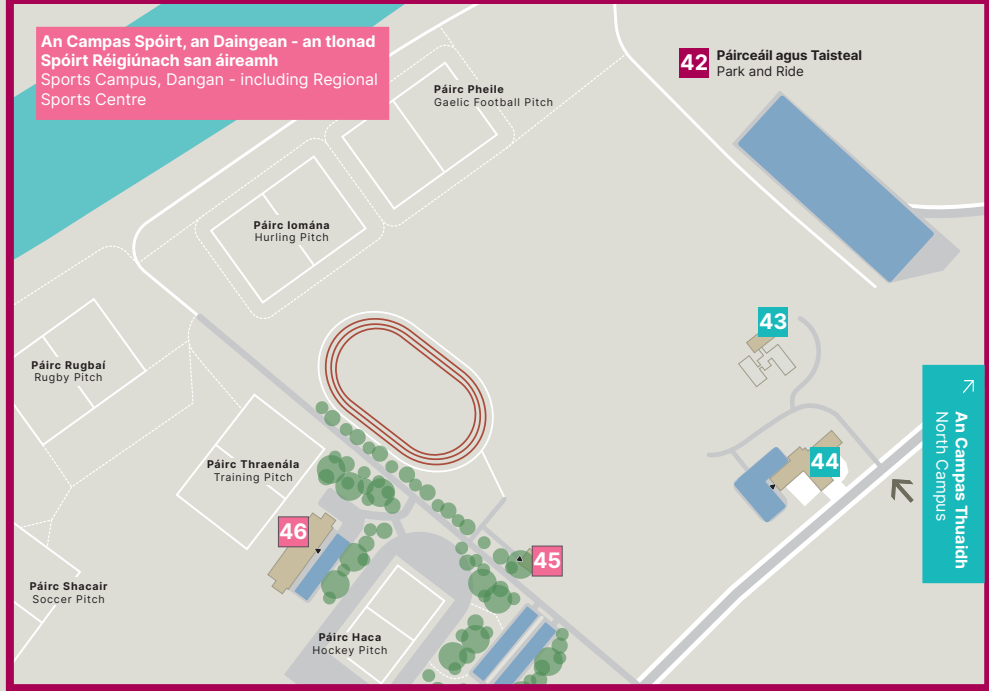 An Campas Spóirt, an Daingean - an tIonad
Spóirt Réigiúnach san áireamh
Sports Campus, Dangan - including Regional
Sports Centre
42
Páirceáil agus Taisteal
Park and Ride
Páirc Pheile
Gaelic Football Pitch
Páirc Iomána
Hurling Pitch
43
Páirc Rugbaí
Rugby Pitch
An Campas Thuaidh
North Campus
44
Páirc Thraenála
Training Pitch
46
45
Páirc Shacair
Soccer Pitch
Páirc Haca
Hockey Pitch